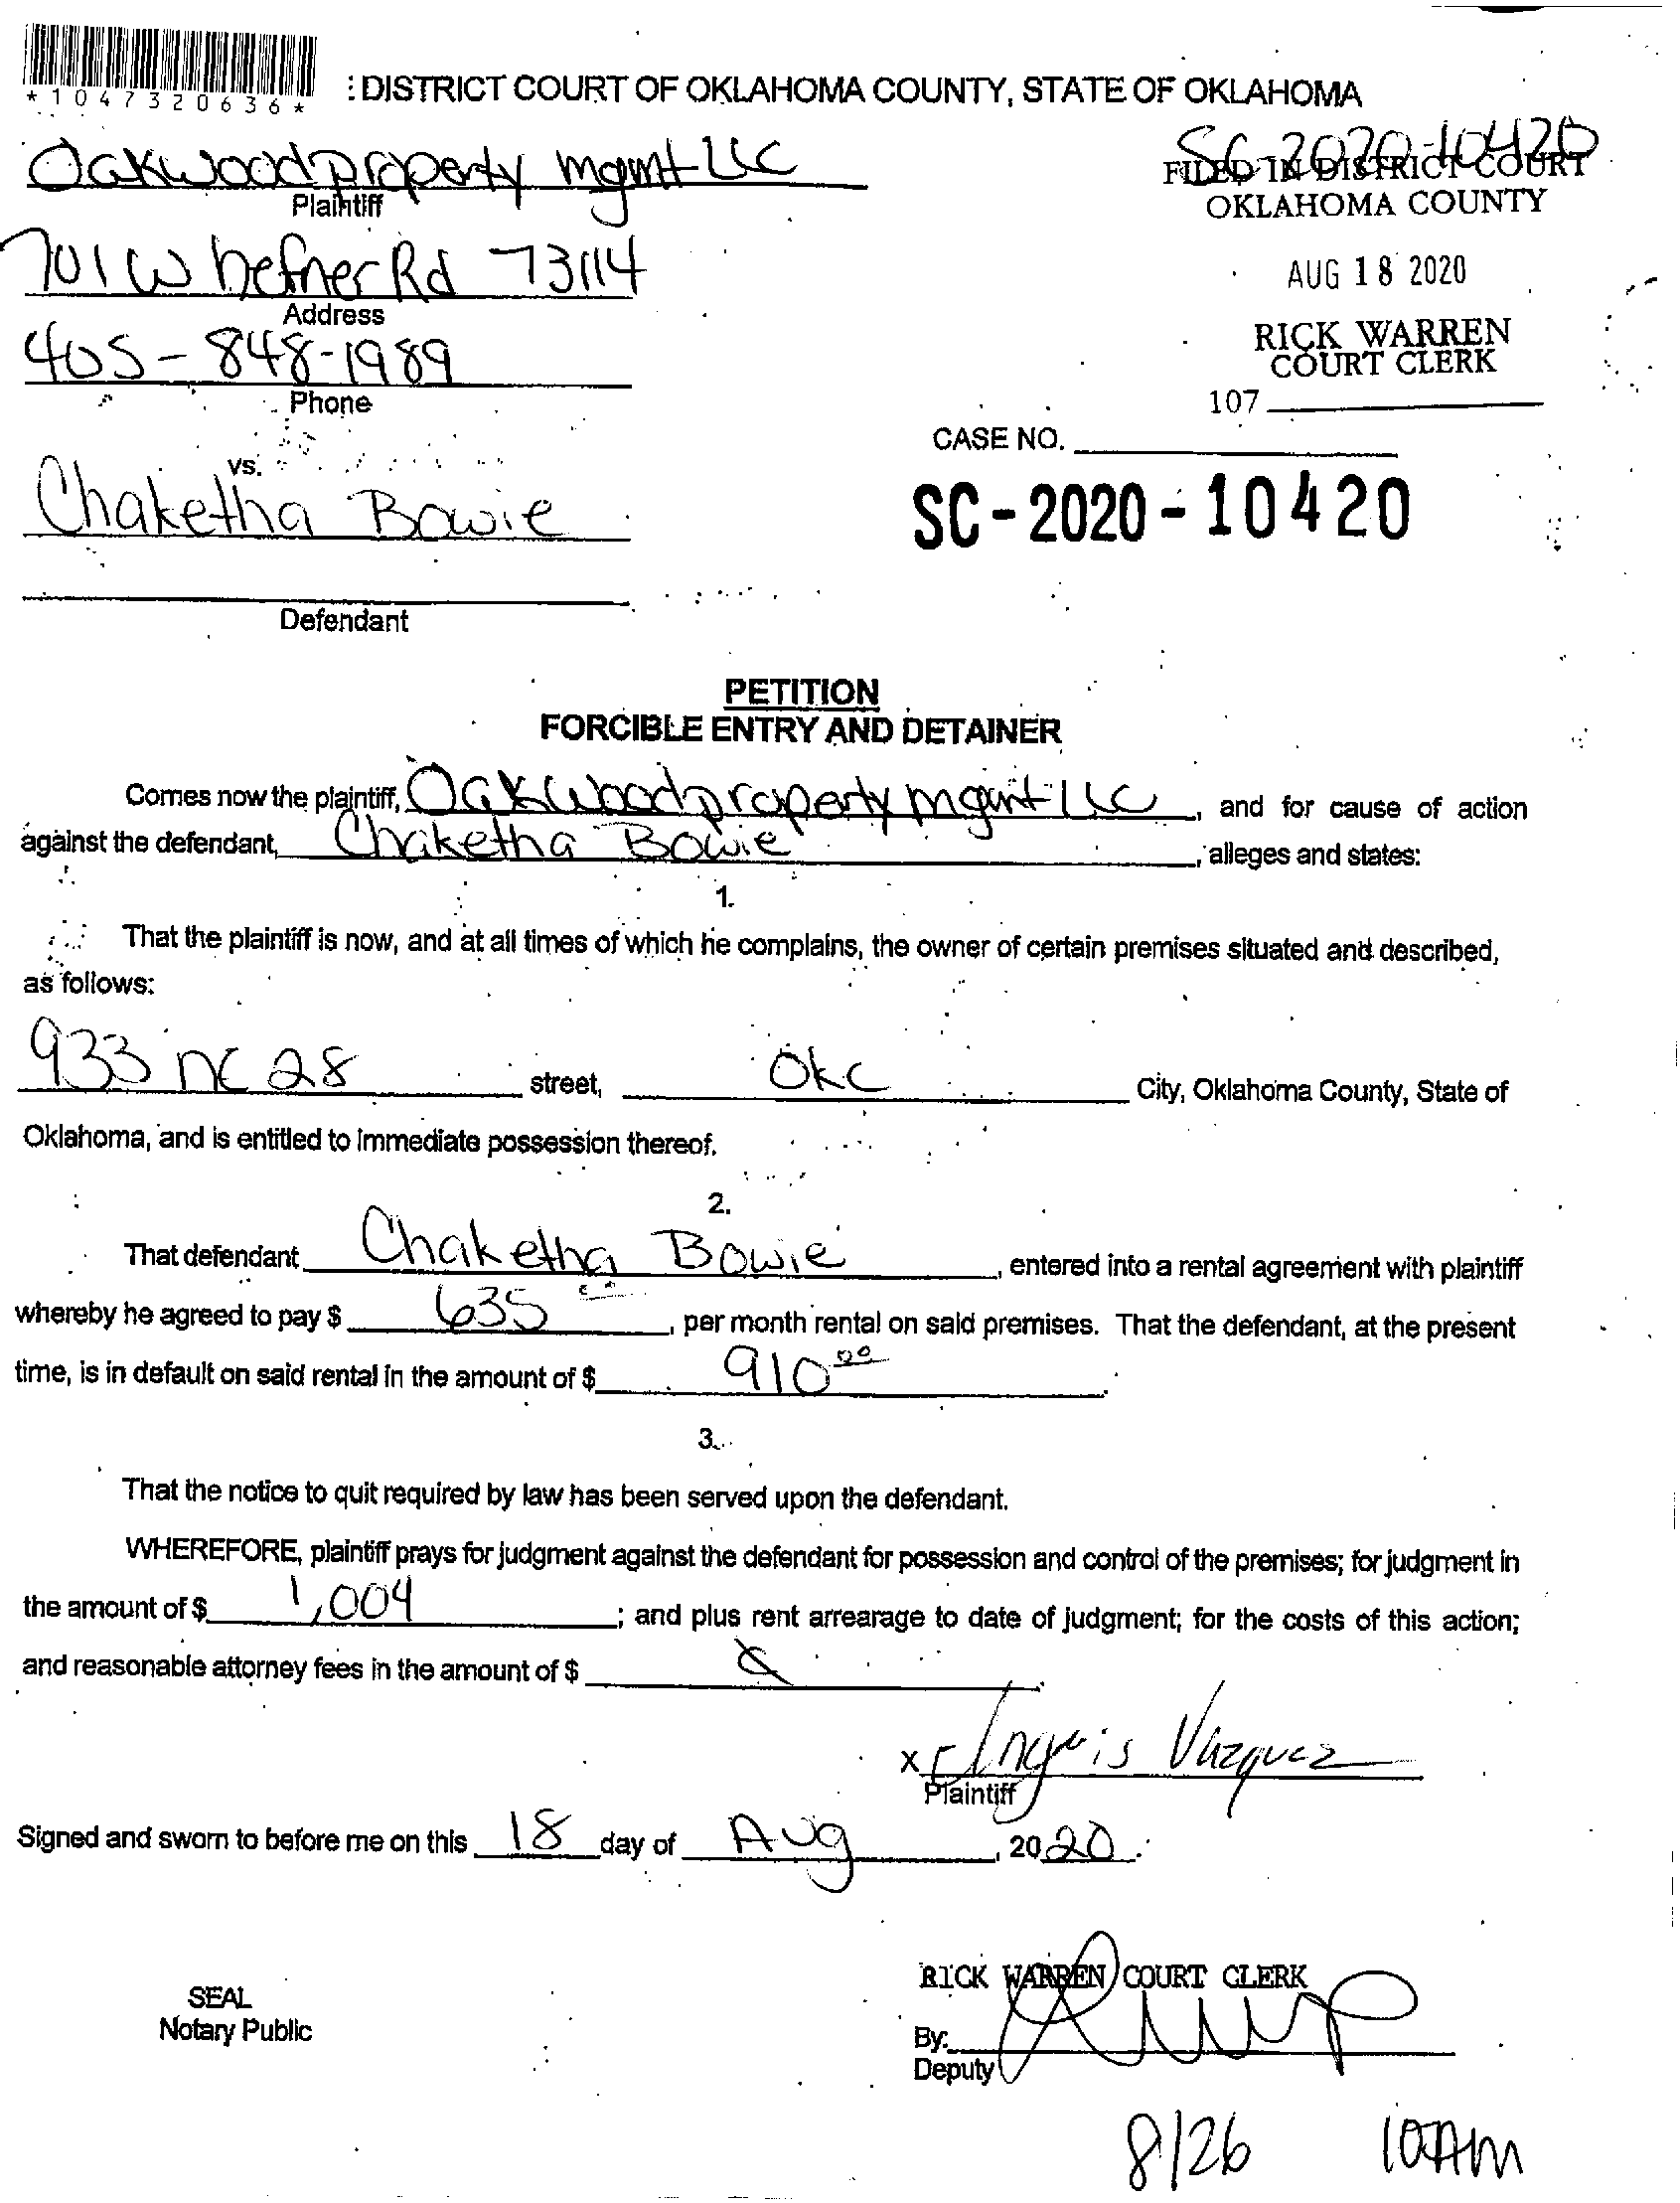 *1047320636*
: DISTRICT COURT OF OKLAHOMA COUNTY, STATE OF OKLAHOMA
Oakwood property mgmt LLC
SC-2020-10420
Plaintiff
FILED IN DISTRICT COURT
OKLAHOMA COUNTY
701 W hefner Rd 73114
Address
AUG 18 2020
405-848-1989
Phone
RICK WARREN
COURT CLERK
107
CASE NO.
vs.
Chaketha Bowie
SC-2020-10420
Defendant
PETITION
FORCIBLE ENTRY AND DETAINER
Comes now the plaintiff, Oakwood property mgmt LLC, and for cause of action
against the defendant, Chaketha Bowie, alleges and states:
1.
That the plaintiff is now, and at all times of which he complains, the owner of certain premises situated and described,
as follows:
933 NE 28 street, OKC City, Oklahoma County, State of
Oklahoma, and is entitled to immediate possession thereof.
2.
That defendant Chaketha Bowie, entered into a rental agreement with plaintiff
whereby he agreed to pay $ 635, per month rental on said premises. That the defendant, at the present
time, is in default on said rental in the amount of $ 910 00.
3.
That the notice to quit required by law has been served upon the defendant.
WHEREFORE, plaintiff prays for judgment against the defendant for possession and control of the premises; for judgment in
the amount of $ 1,004; and plus rent arrearage to date of judgment; for the costs of this action;
and reasonable attorney fees in the amount of $
X Vazquez
Plaintiff
Signed and sworn to before me on this 18 day of Aug, 2020.
RICK WARREN COURT CLERK
SEAL
Notary Public
By:
Deputy
8/26 10AM